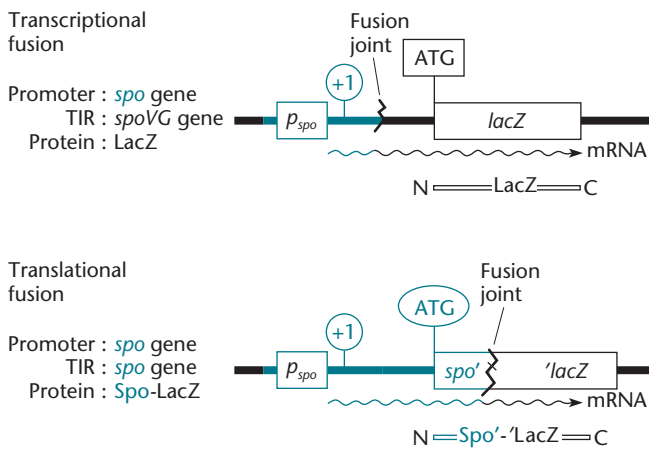 Transcriptional
fusion
Fusion
joint
ATG
+1
Promoter : spo gene
TIR : spoVG gene
Protein : LacZ
pspo
lacZ
mRNA
N LacZ C
Translational
fusion
Fusion
joint
ATG
+1
Promoter : spo gene
TIR : spo gene
Protein : Spo-LacZ
pspo
spo' 'lacZ
mRNA
N Spo'-'LacZ C